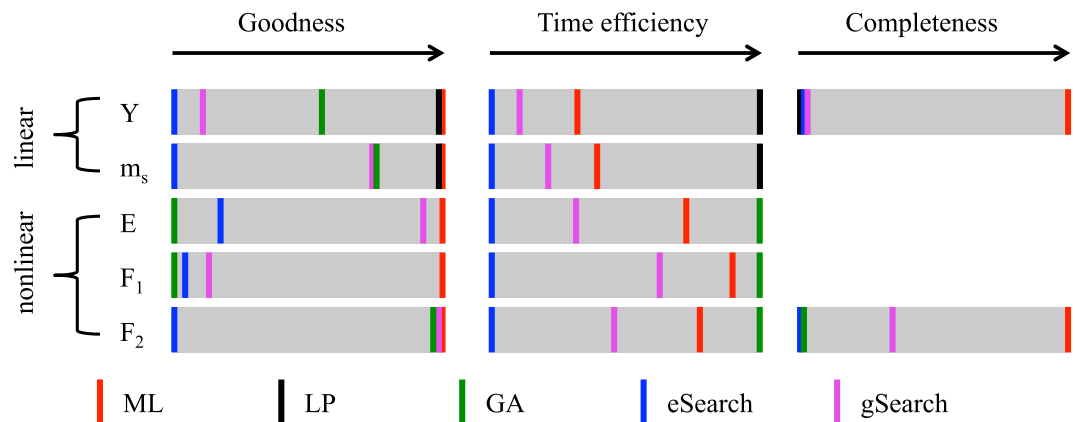 Goodness Time efficiency Completeness
linear
Y
mₛ
nonlinear
E
F₁
F₂
ML LP GA eSearch gSearch